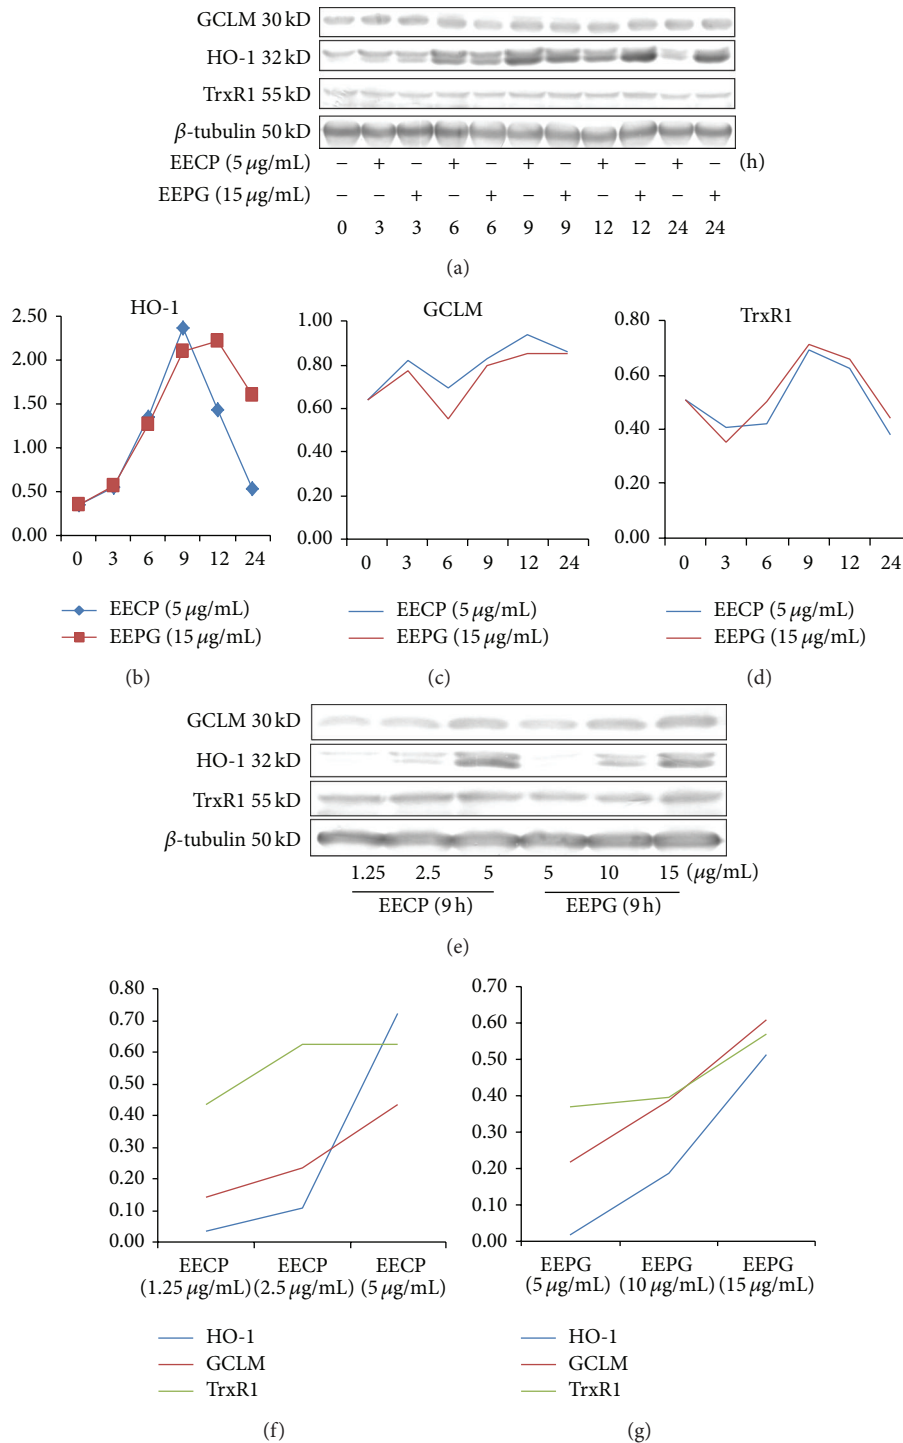 GCLM 30 kD
HO-1 32 kD
TrxR1 55 kD
β-tubulin 50 kD
EECP (5 μg/mL) − + − + − + − + − + − (h)
EEPG (15 μg/mL) − − + − + − + − + − +
0 3 3 6 6 9 9 12 12 24 24
(a)
HO-1
2.50
2.00
1.50
1.00
0.50
0.00
0 3 6 9 12 24
EECP (5 μg/mL)
EEPG (15 μg/mL)
(b)
GCLM
1.00
0.80
0.60
0.40
0.20
0.00
0 3 6 9 12 24
EECP (5 μg/mL)
EEPG (15 μg/mL)
(c)
TrxR1
0.80
0.60
0.40
0.20
0.00
0 3 6 9 12 24
EECP (5 μg/mL)
EEPG (15 μg/mL)
(d)
GCLM 30 kD
HO-1 32 kD
TrxR1 55 kD
β-tubulin 50 kD
1.25 2.5 5 5 10 15 (μg/mL)
EECP (9 h) EEPG (9 h)
(e)
0.80
0.70
0.60
0.50
0.40
0.30
0.20
0.10
0.00
EECP EECP EECP
(1.25 μg/mL) (2.5 μg/mL) (5 μg/mL)
HO-1
GCLM
TrxR1
(f)
0.70
0.60
0.50
0.40
0.30
0.20
0.10
0.00
EEPG EEPG EEPG
(5 μg/mL) (10 μg/mL) (15 μg/mL)
HO-1
GCLM
TrxR1
(g)